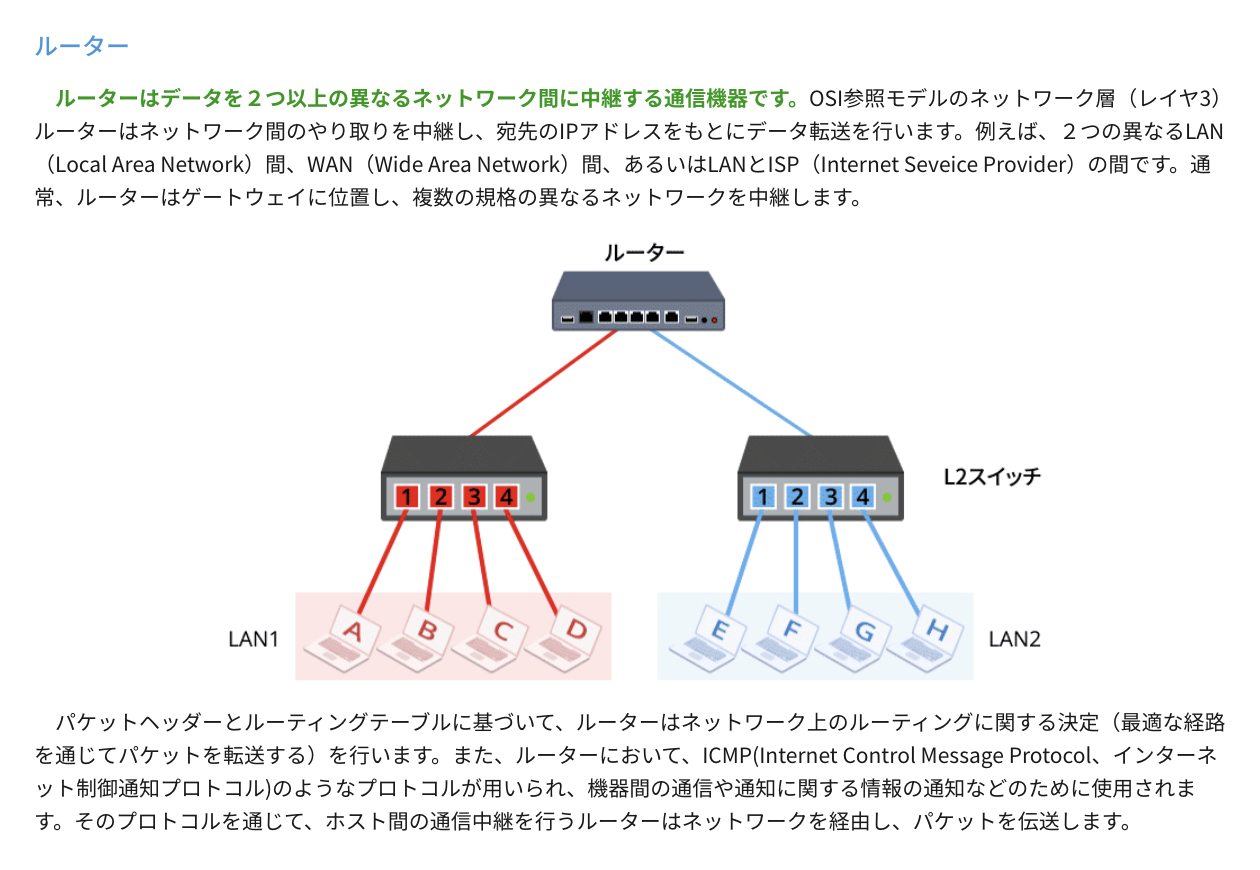 ルーター
ルーターはデータを２つ以上の異なるネットワーク間に中継する通信機器です。OSI参照モデルのネットワーク層（レイヤ3）
ルーターはネットワーク間のやり取りを中継し、宛先のIPアドレスをもとにデータ転送を行います。例えば、２つの異なるLAN
（Local Area Network）間、WAN（Wide Area Network）間、あるいはLANとISP（Internet Seveice Provider）の間です。通
常、ルーターはゲートウェイに位置し、複数の規格の異なるネットワークを中継します。
ルーター
L2スイッチ
1 2 3 4
1 2 3 4
A B C D
E F G H
LAN1
LAN2
パケットヘッダーとルーティングテーブルに基づいて、ルーターはネットワーク上のルーティングに関する決定（最適な経路
を通じてパケットを転送する）を行います。また、ルーターにおいて、ICMP(Internet Control Message Protocol、インターネ
ット制御通知プロトコル)のようなプロトコルが用いられ、機器間の通信や通知に関する情報の通知などのために使用されま
す。そのプロトコルを通じて、ホスト間の通信中継を行うルーターはネットワークを経由し、パケットを伝送します。